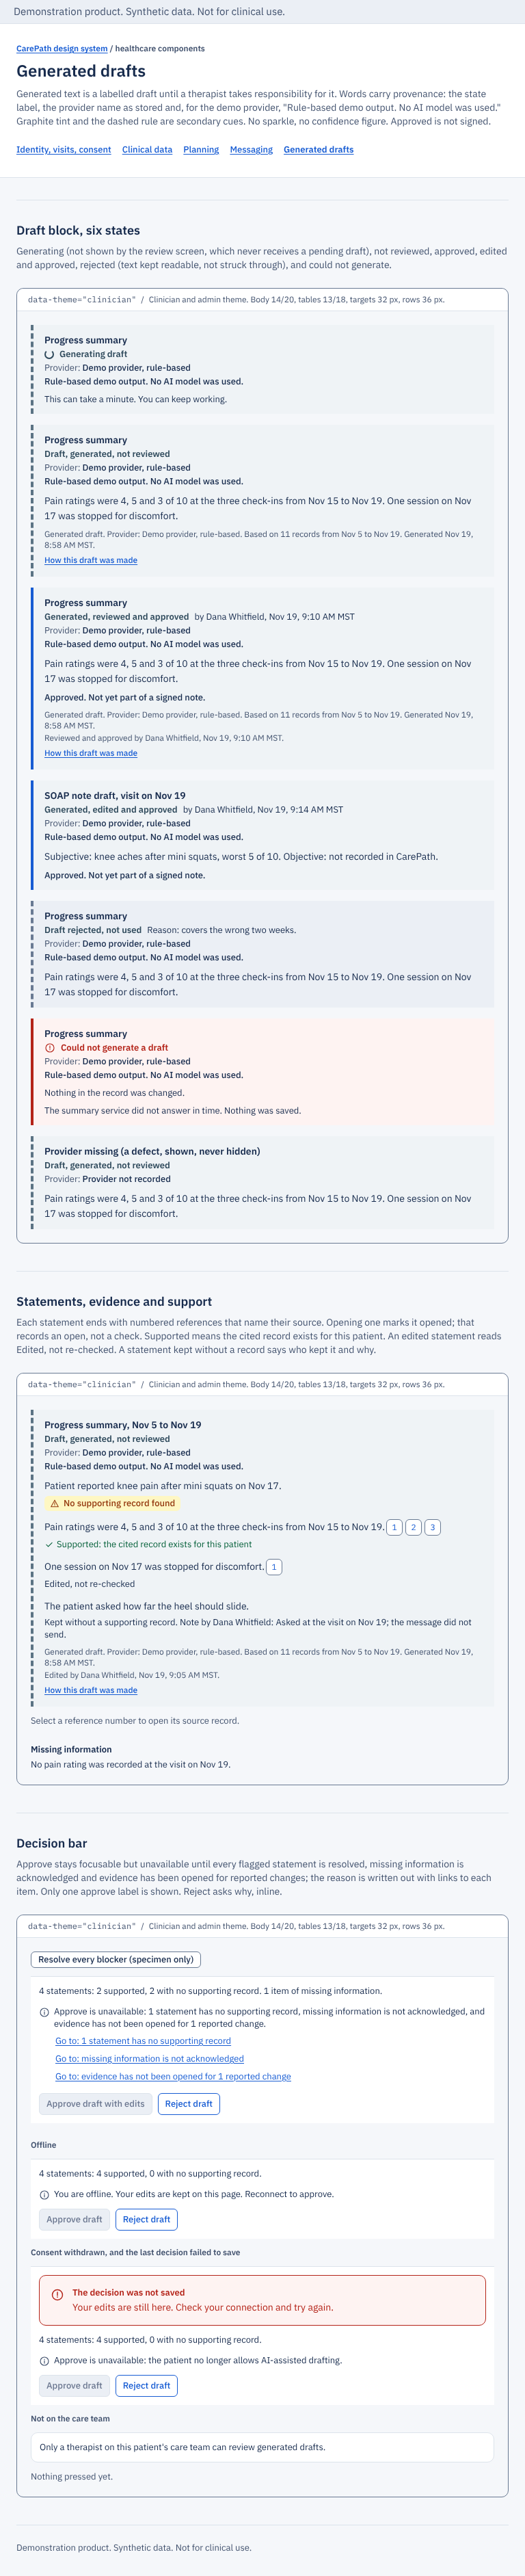 Demonstration product. Synthetic data. Not for clinical use.
CarePath design system / healthcare components
Generated drafts
Generated text is a labelled draft until a therapist takes responsibility for it. Words carry provenance: the state
label, the provider name as stored and, for the demo provider, "Rule-based demo output. No AI model was used."
Graphite tint and the dashed rule are secondary cues. No sparkle, no confidence figure. Approved is not signed.
Identity, visits, consent Clinical data Planning Messaging Generated drafts
Draft block, six states
Generating (not shown by the review screen, which never receives a pending draft), not reviewed, approved, edited
and approved, rejected (text kept readable, not struck through), and could not generate.
data-theme="clinician" / Clinician and admin theme. Body 14/20, tables 13/18, targets 32 px, rows 36 px.
Progress summary
Generating draft
Provider: Demo provider, rule-based
Rule-based demo output. No AI model was used.
This can take a minute. You can keep working.
Progress summary
Draft, generated, not reviewed
Provider: Demo provider, rule-based
Rule-based demo output. No AI model was used.
Pain ratings were 4, 5 and 3 of 10 at the three check-ins from Nov 15 to Nov 19. One session on Nov
17 was stopped for discomfort.
Generated draft. Provider: Demo provider, rule-based. Based on 11 records from Nov 5 to Nov 19. Generated Nov 19,
8:58 AM MST.
How this draft was made
Progress summary
Generated, reviewed and approved by Dana Whitfield, Nov 19, 9:10 AM MST
Provider: Demo provider, rule-based
Rule-based demo output. No AI model was used.
Pain ratings were 4, 5 and 3 of 10 at the three check-ins from Nov 15 to Nov 19. One session on Nov
17 was stopped for discomfort.
Approved. Not yet part of a signed note.
Generated draft. Provider: Demo provider, rule-based. Based on 11 records from Nov 5 to Nov 19. Generated Nov 19,
8:58 AM MST.
Reviewed and approved by Dana Whitfield, Nov 19, 9:10 AM MST.
How this draft was made
SOAP note draft, visit on Nov 19
Generated, edited and approved by Dana Whitfield, Nov 19, 9:14 AM MST
Provider: Demo provider, rule-based
Rule-based demo output. No AI model was used.
Subjective: knee aches after mini squats, worst 5 of 10. Objective: not recorded in CarePath.
Approved. Not yet part of a signed note.
Progress summary
Draft rejected, not used Reason: covers the wrong two weeks.
Provider: Demo provider, rule-based
Rule-based demo output. No AI model was used.
Pain ratings were 4, 5 and 3 of 10 at the three check-ins from Nov 15 to Nov 19. One session on Nov
17 was stopped for discomfort.
Progress summary
Could not generate a draft
Provider: Demo provider, rule-based
Rule-based demo output. No AI model was used.
Nothing in the record was changed.
The summary service did not answer in time. Nothing was saved.
Provider missing (a defect, shown, never hidden)
Draft, generated, not reviewed
Provider: Provider not recorded
Pain ratings were 4, 5 and 3 of 10 at the three check-ins from Nov 15 to Nov 19. One session on Nov
17 was stopped for discomfort.
Statements, evidence and support
Each statement ends with numbered references that name their source. Opening one marks it opened; that
records an open, not a check. Supported means the cited record exists for this patient. An edited statement reads
Edited, not re-checked. A statement kept without a record says who kept it and why.
data-theme="clinician" / Clinician and admin theme. Body 14/20, tables 13/18, targets 32 px, rows 36 px.
Progress summary, Nov 5 to Nov 19
Draft, generated, not reviewed
Provider: Demo provider, rule-based
Rule-based demo output. No AI model was used.
Patient reported knee pain after mini squats on Nov 17.
No supporting record found
Pain ratings were 4, 5 and 3 of 10 at the three check-ins from Nov 15 to Nov 19. 1 2 3
Supported: the cited record exists for this patient
One session on Nov 17 was stopped for discomfort. 1
Edited, not re-checked
The patient asked how far the heel should slide.
Kept without a supporting record. Note by Dana Whitfield: Asked at the visit on Nov 19; the message did not
send.
Generated draft. Provider: Demo provider, rule-based. Based on 11 records from Nov 5 to Nov 19. Generated Nov 19,
8:58 AM MST.
Edited by Dana Whitfield, Nov 19, 9:05 AM MST.
How this draft was made
Select a reference number to open its source record.
Missing information
No pain rating was recorded at the visit on Nov 19.
Decision bar
Approve stays focusable but unavailable until every flagged statement is resolved, missing information is
acknowledged and evidence has been opened for reported changes; the reason is written out with links to each
item. Only one approve label is shown. Reject asks why, inline.
data-theme="clinician" / Clinician and admin theme. Body 14/20, tables 13/18, targets 32 px, rows 36 px.
Resolve every blocker (specimen only)
4 statements: 2 supported, 2 with no supporting record. 1 item of missing information.
Approve is unavailable: 1 statement has no supporting record, missing information is not acknowledged, and
evidence has not been opened for 1 reported change.
Go to: 1 statement has no supporting record
Go to: missing information is not acknowledged
Go to: evidence has not been opened for 1 reported change
Approve draft with edits Reject draft
Offline
4 statements: 4 supported, 0 with no supporting record.
You are offline. Your edits are kept on this page. Reconnect to approve.
Approve draft Reject draft
Consent withdrawn, and the last decision failed to save
The decision was not saved
Your edits are still here. Check your connection and try again.
4 statements: 4 supported, 0 with no supporting record.
Approve is unavailable: the patient no longer allows AI-assisted drafting.
Approve draft Reject draft
Not on the care team
Only a therapist on this patient's care team can review generated drafts.
Nothing pressed yet.
Demonstration product. Synthetic data. Not for clinical use.